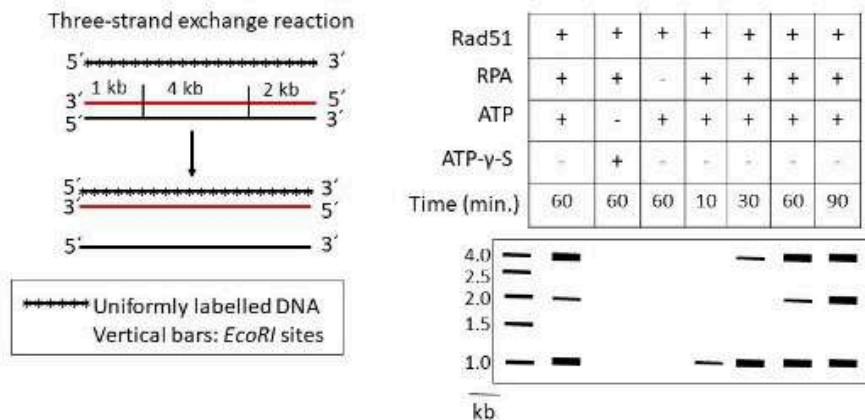 Three-strand exchange reaction
5´ 3´
1 kb 4 kb 2 kb
3´ 5´
5´ 3´
5´ 3´
3´ 5´
5´ 3´
Uniformly labelled DNA
Vertical bars: EcoRI sites
Rad51 + + + + + + +
RPA + + - + + + +
ATP + - + + + + +
ATP-γ-S - + - - - - -
Time (min.) 60 60 60 10 30 60 90
4.0
2.5
2.0
1.5
1.0
kb